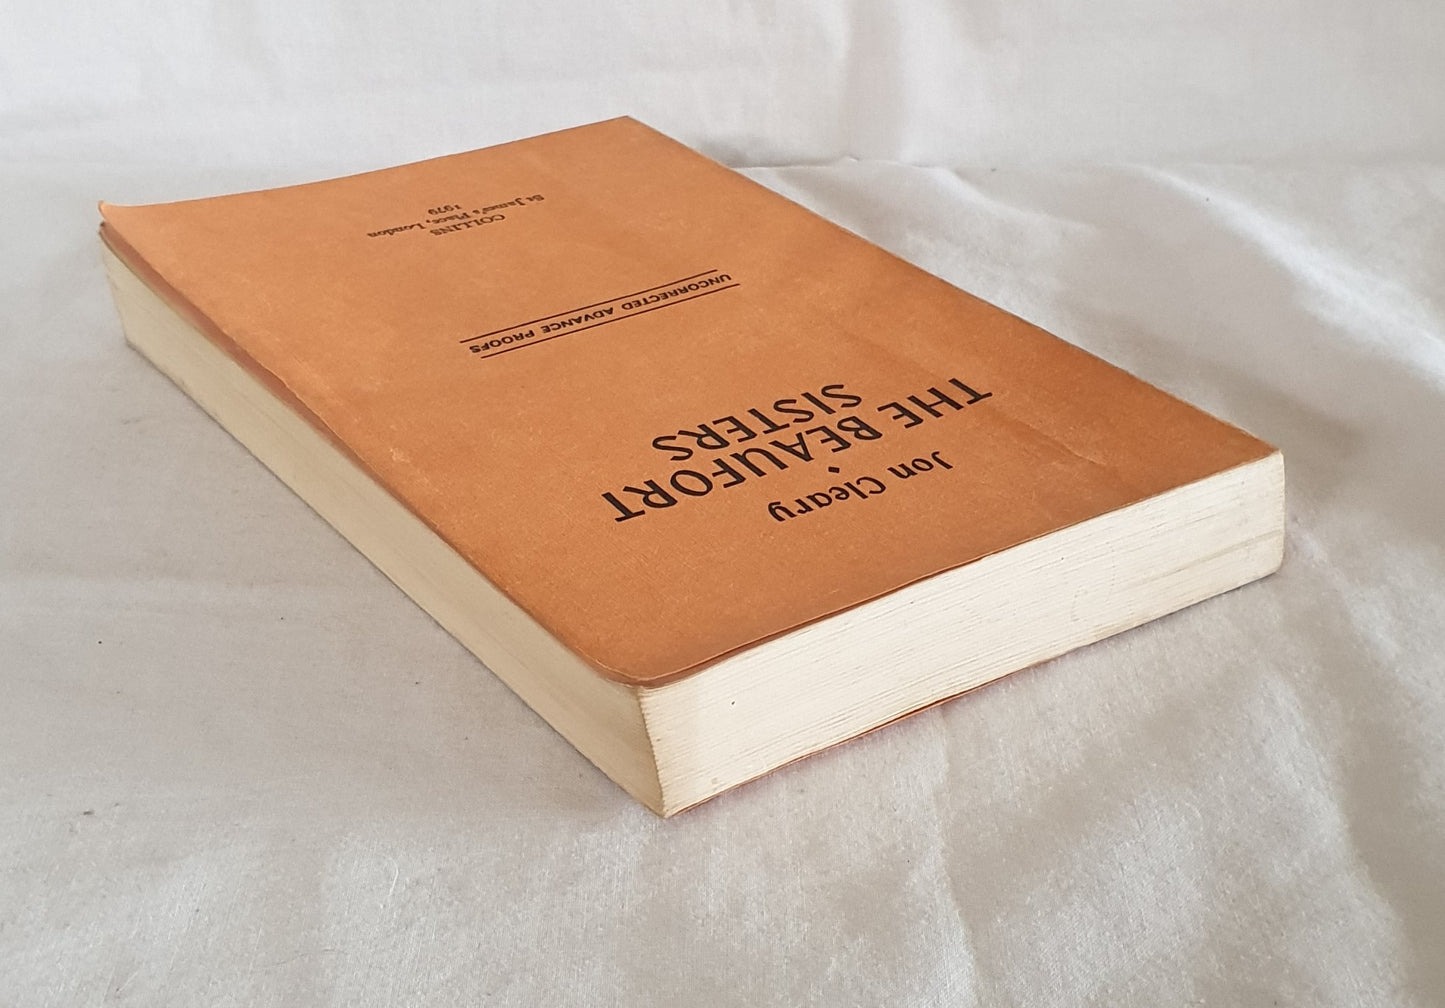 Jon Cleary
THE BEAUFORT
SISTERS
UNCORRECTED ADVANCE PROOFS
COLLINS
St James's Place, London
1979